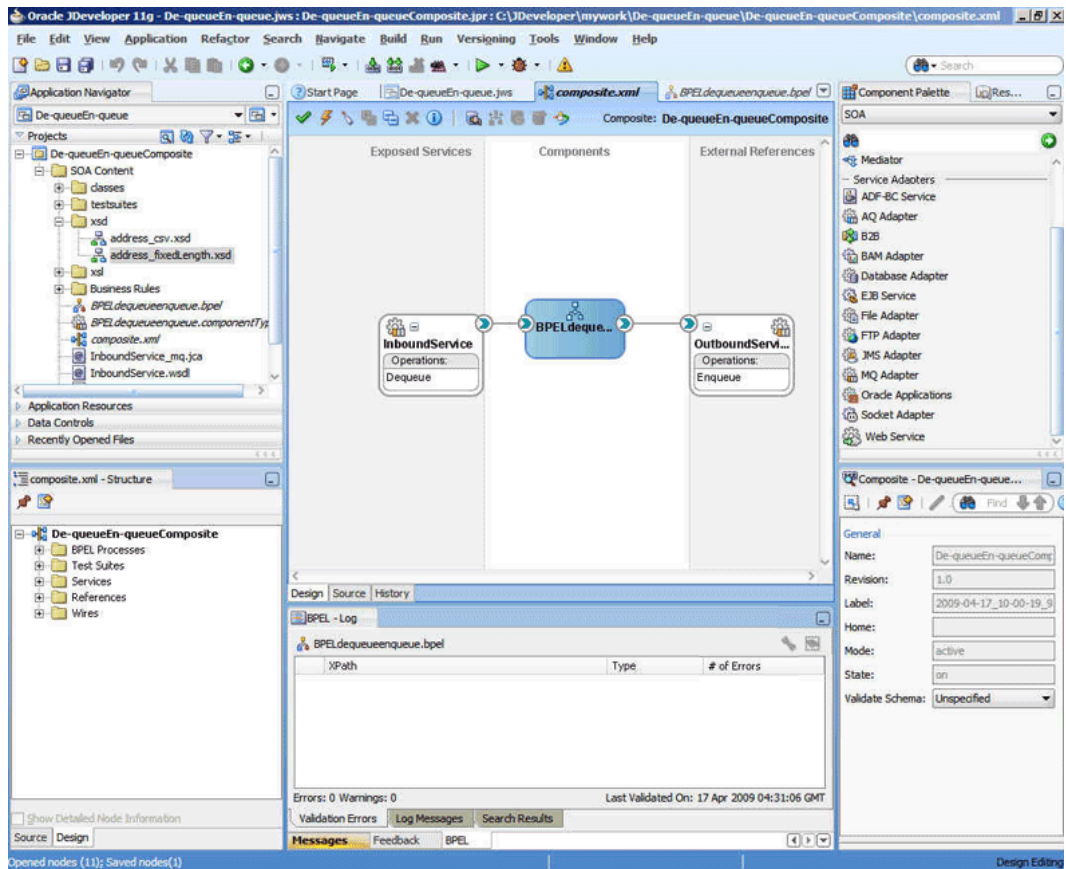 Oracle JDeveloper 11g - De-queueEn-queue.jws : De-queueEn-queueComposite.jpr : C:\JDeveloper\mywork\De-queueEn-queue\De-queueEn-queueComposite\composite.xml
File Edit View Application Refactor Search Navigate Build Run Versioning Tools Window Help
Search
Application Navigator
De-queueEn-queue
Projects
De-queueEn-queueComposite
SOA Content
classes
testsuites
xsd
address_csv.xsd
address_fixedLength.xsd
xsl
Business Rules
BPELdequeueenqueue.bpel
BPELdequeueenqueue.componentTyp
composite.xml
InboundService_mq.jca
InboundService.wsdl
Application Resources
Data Controls
Recently Opened Files
composite.xml - Structure
De-queueEn-queueComposite
BPEL Processes
Test Suites
Services
References
Wires
Show Detailed Node Information
Source Design
Start Page De-queueEn-queue.jws composite.xml BPELdequeueenqueue.bpel
Composite: De-queueEn-queueComposite
Exposed Services Components External References
InboundService
Operations:
Dequeue
BPELdeque...
OutboundServi...
Operations:
Enqueue
Design Source History
BPEL - Log
BPELdequeueenqueue.bpel
XPath Type # of Errors
Errors: 0 Warnings: 0 Last Validated On: 17 Apr 2009 04:31:06 GMT
Validation Errors Log Messages Search Results
Messages Feedback BPEL
Component Palette Res...
SOA
Mediator
Service Adapters
ADF-BC Service
AQ Adapter
B2B
BAM Adapter
Database Adapter
EJB Service
File Adapter
FTP Adapter
JMS Adapter
MQ Adapter
Oracle Applications
Socket Adapter
Web Service
Composite - De-queueEn-queue...
Find
General
Name: De-queueEn-queueComp
Revision: 1.0
Label: 2009-04-17_10-00-19_9
Home:
Mode: active
State: on
Validate Schema: Unspecified
Opened nodes (11); Saved nodes(1) Design Editing